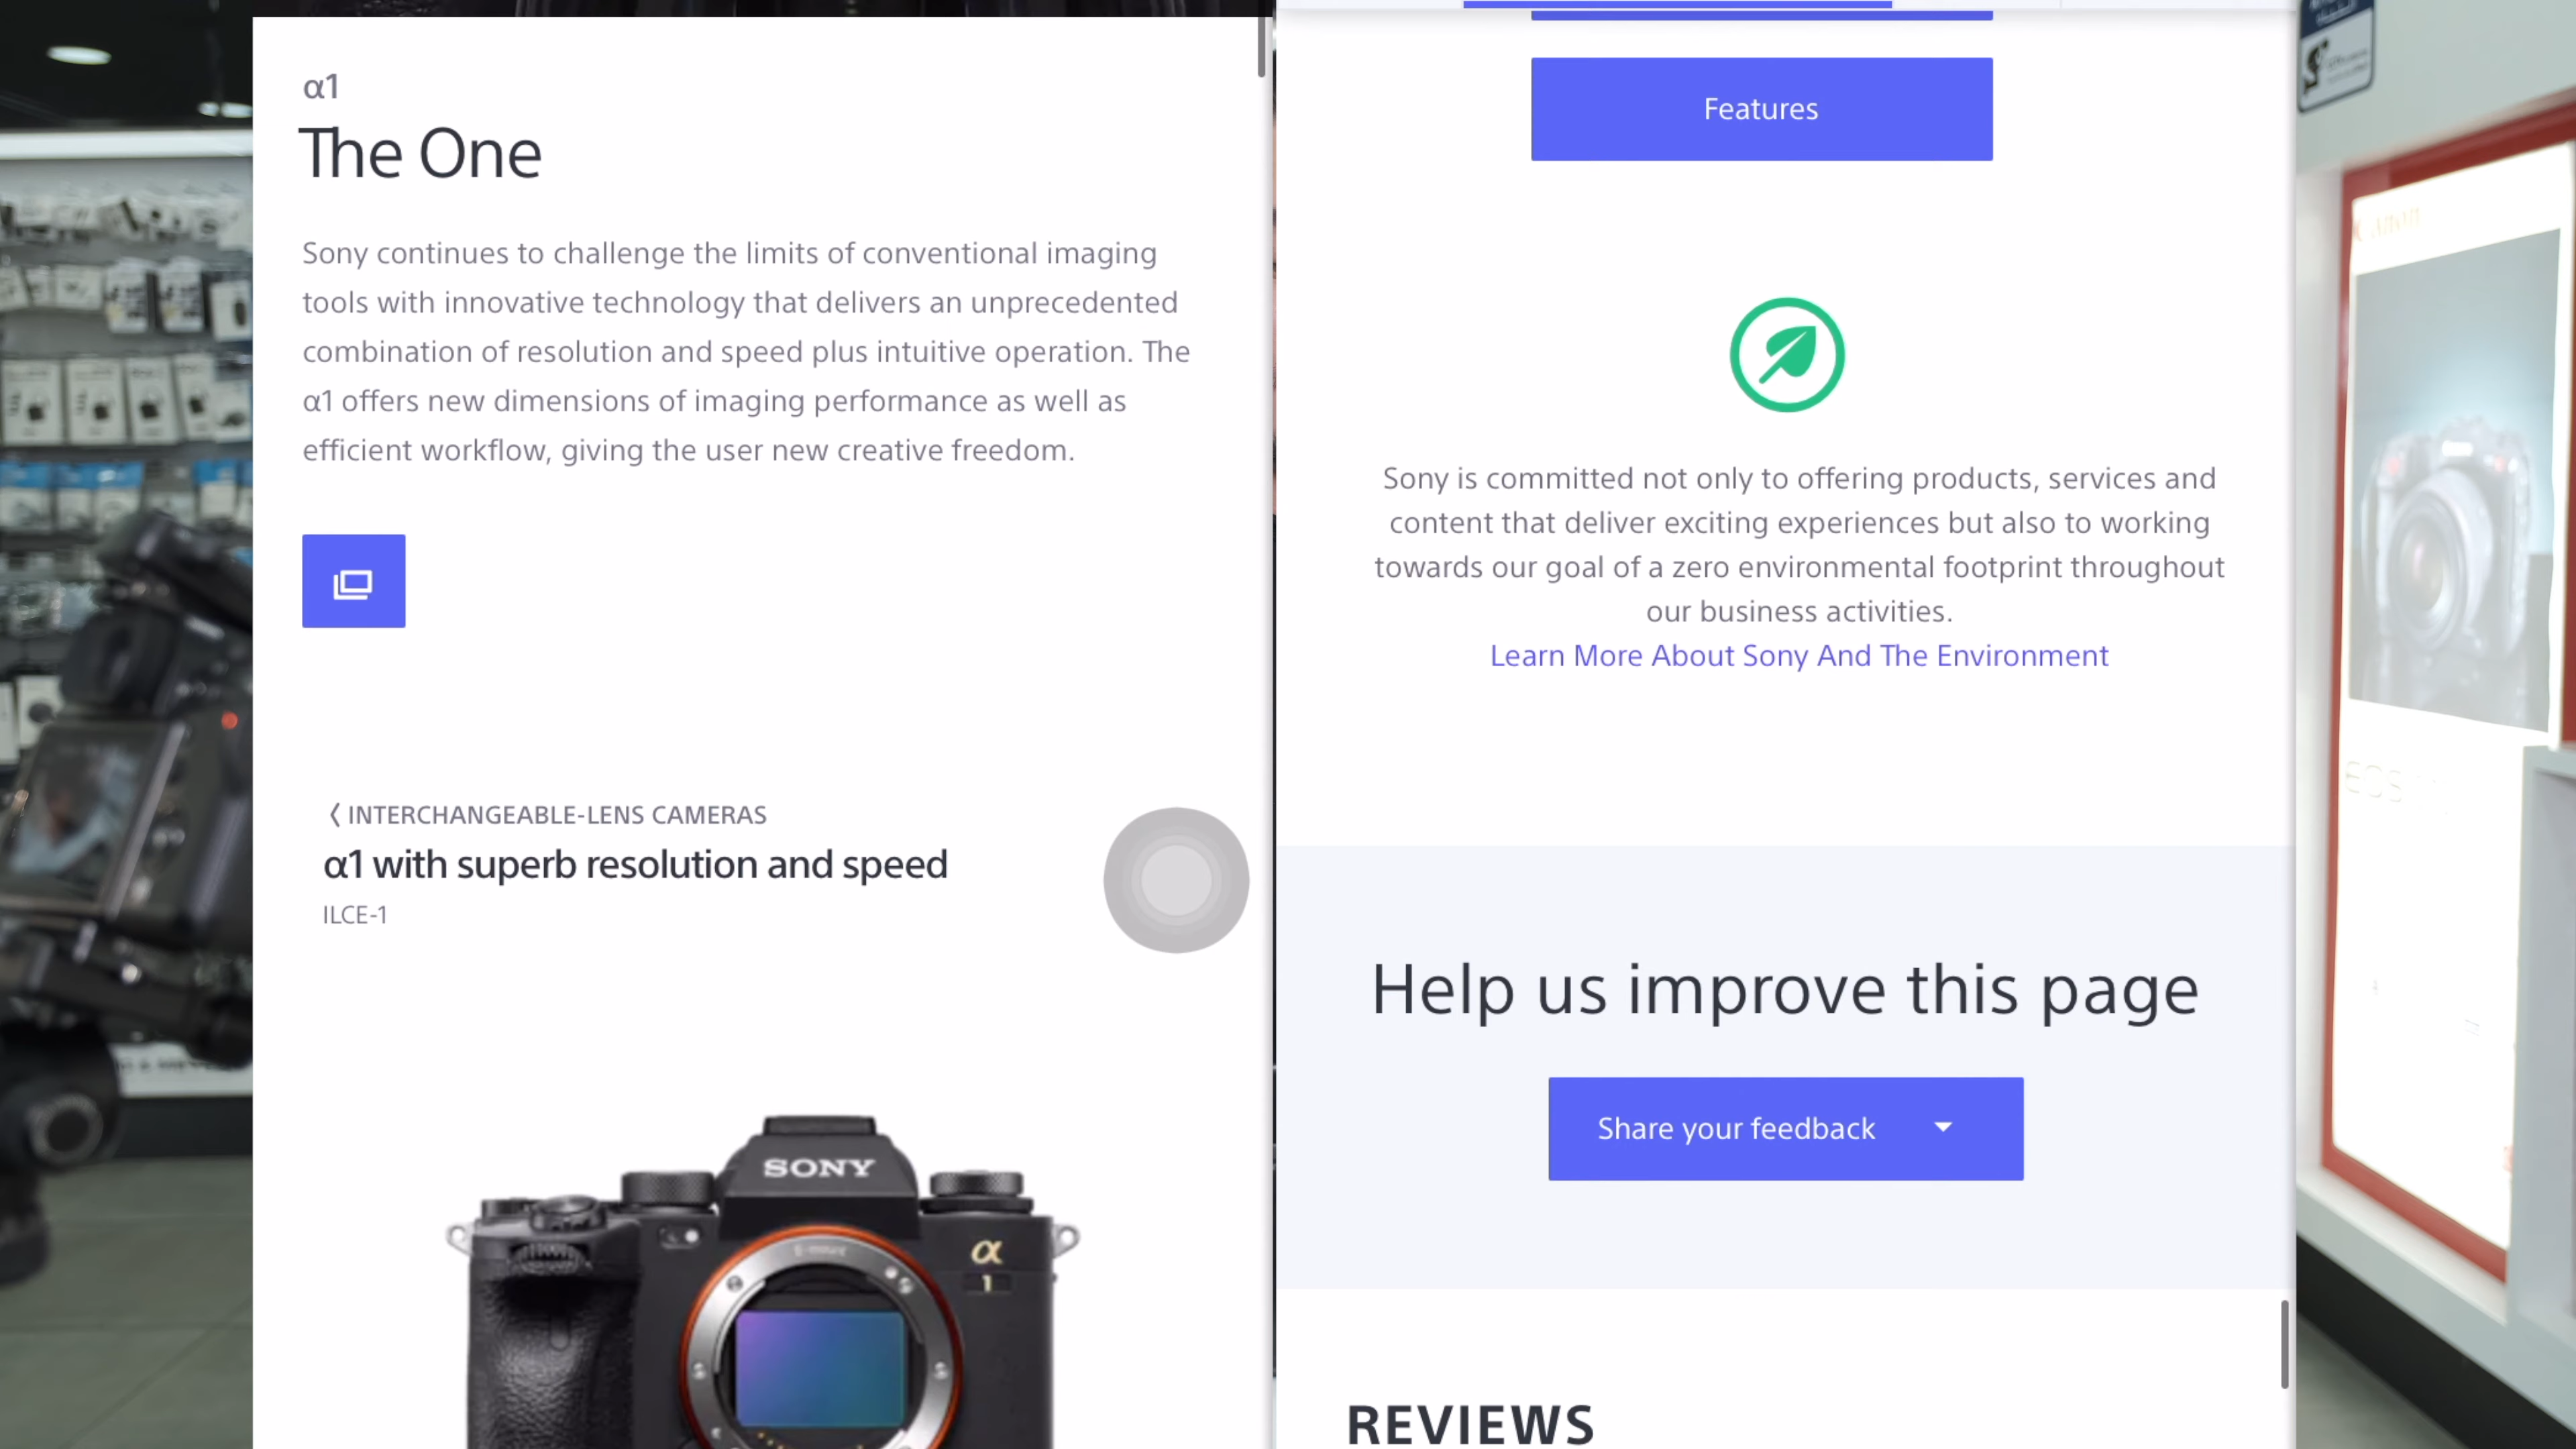 α1
The One
Sony continues to challenge the limits of conventional imaging
tools with innovative technology that delivers an unprecedented
combination of resolution and speed plus intuitive operation. The
α1 offers new dimensions of imaging performance as well as
efficient workflow, giving the user new creative freedom.
INTERCHANGEABLE-LENS CAMERAS
α1 with superb resolution and speed
ILCE-1
SONY
E-mount
α
1
Features
Sony is committed not only to offering products, services and
content that deliver exciting experiences but also to working
towards our goal of a zero environmental footprint throughout
our business activities.
Learn More About Sony And The Environment
Help us improve this page
Share your feedback
REVIEWS
EOS